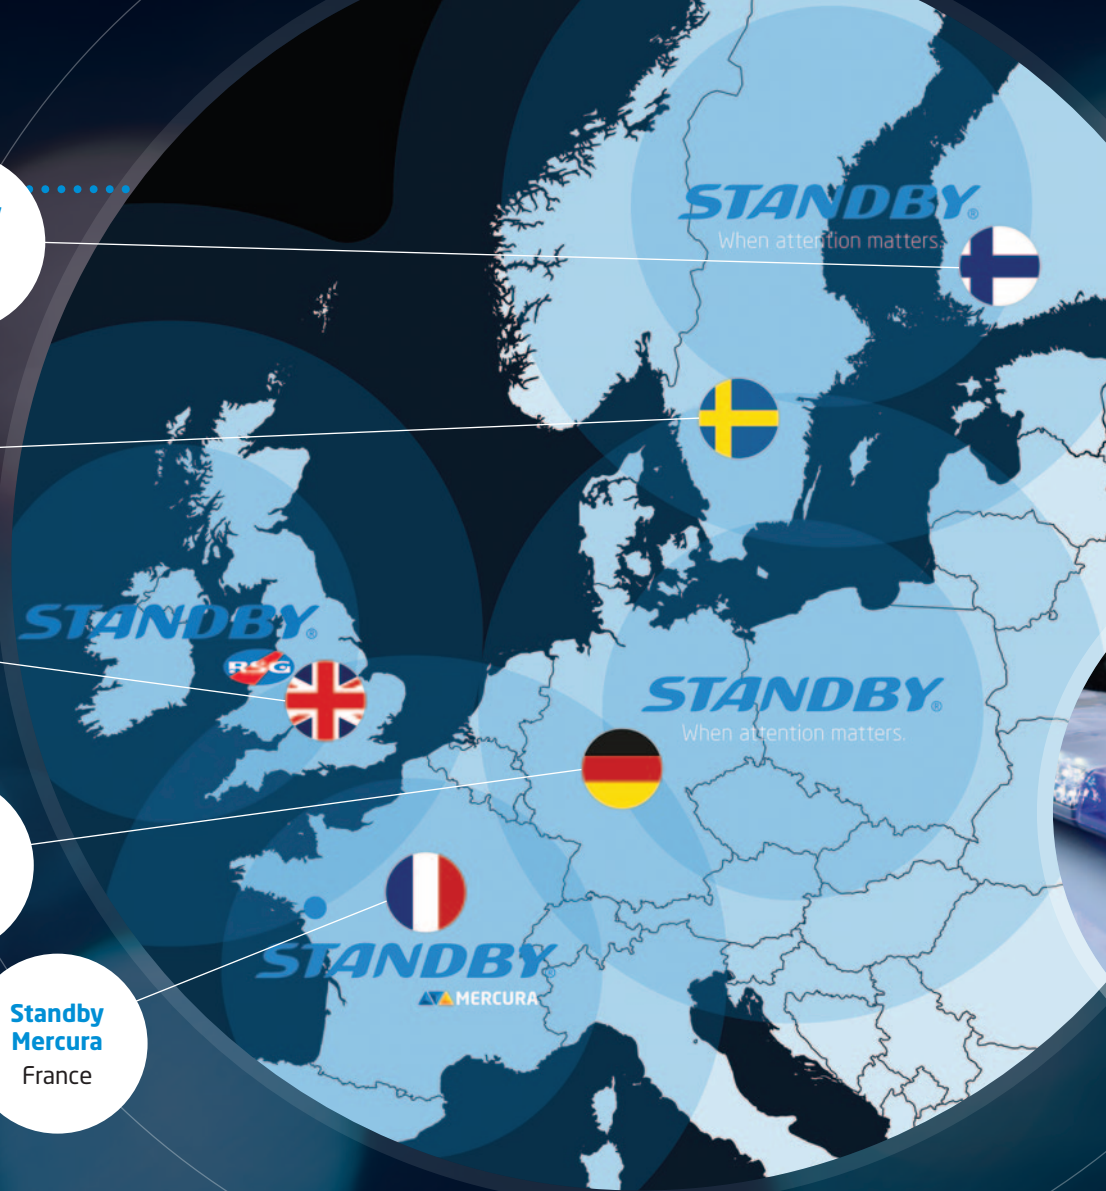 STANDBY®
When attention matters.
STANDBY®
RSG
STANDBY®
When attention matters.
STANDBY®
MERCURA
Standby
Mercura
France